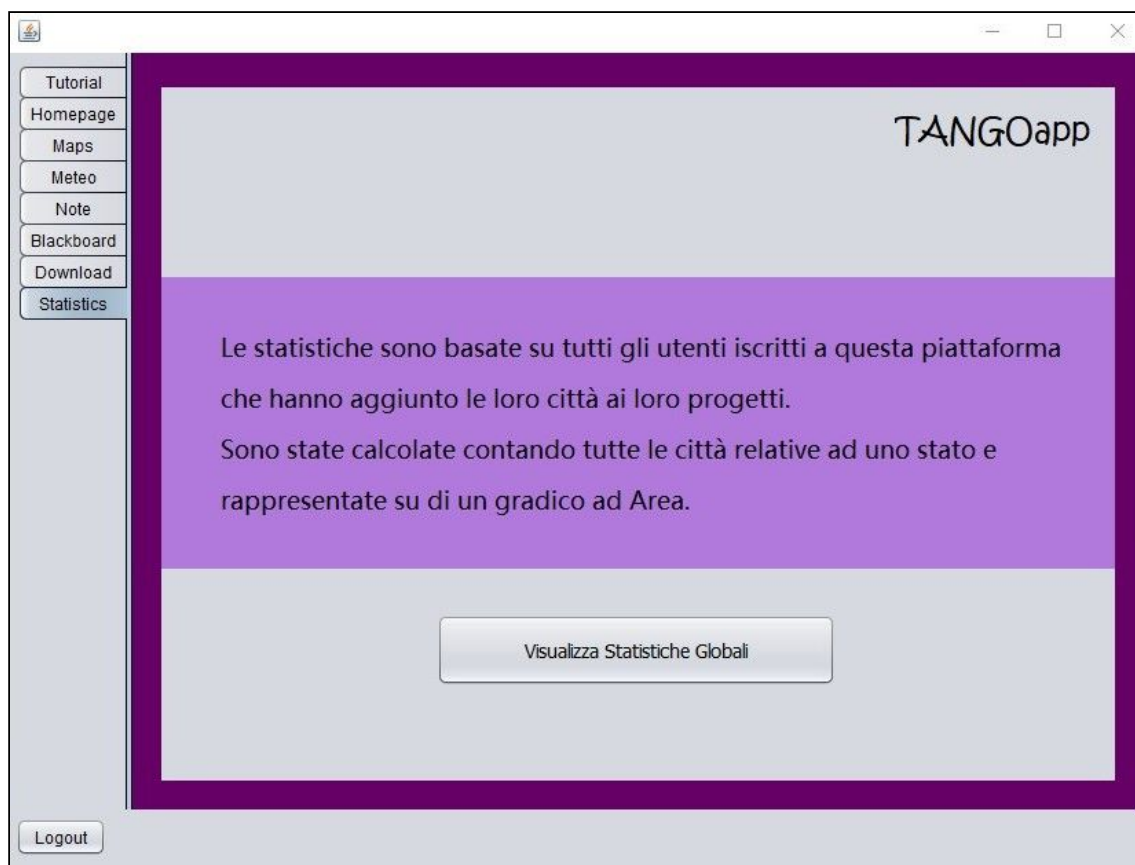 Tutorial
Homepage
Maps
Meteo
Note
Blackboard
Download
Statistics
TANGOapp
Le statistiche sono basate su tutti gli utenti iscritti a questa piattaforma
che hanno aggiunto le loro città ai loro progetti.
Sono state calcolate contando tutte le città relative ad uno stato e
rappresentate su di un gradico ad Area.
Visualizza Statistiche Globali
Logout